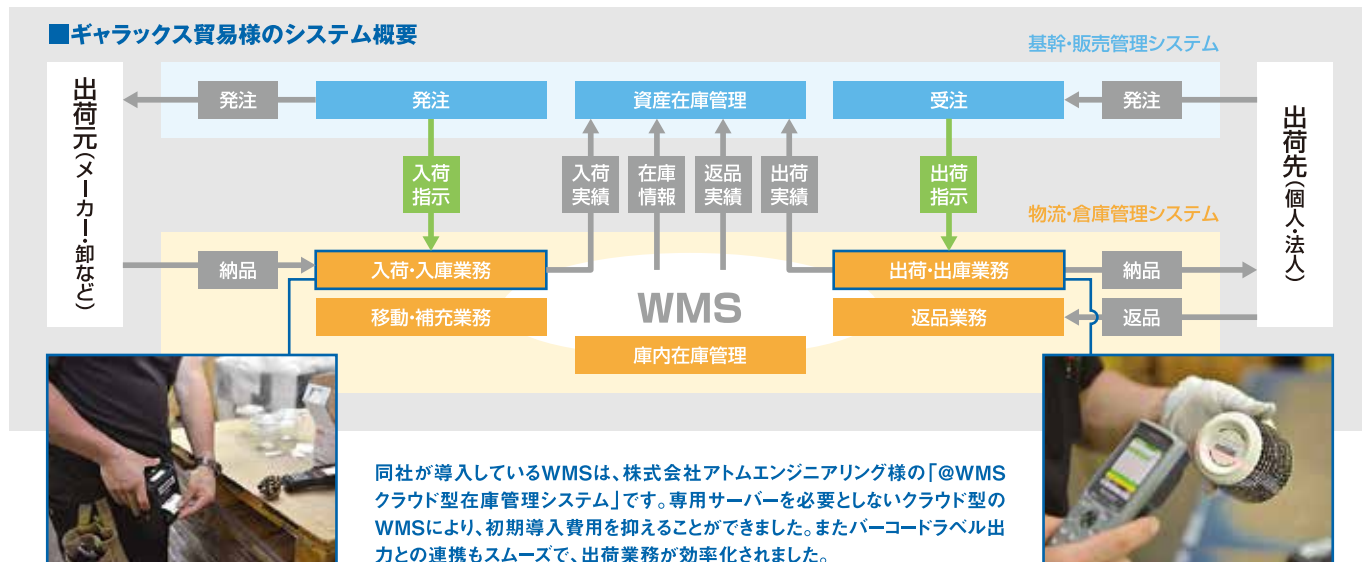 ■ギャラックス貿易様のシステム概要
基幹・販売管理システム
出荷元(メーカー・卸など)
発注
発注
資産在庫管理
受注
発注
出荷先(個人・法人)
入荷
指示
入荷
実績
在庫
情報
返品
実績
出荷
実績
出荷
指示
物流・倉庫管理システム
納品
入荷・入庫業務
出荷・出庫業務
納品
移動・補充業務
WMS
返品業務
返品
庫内在庫管理
同社が導入しているWMSは、株式会社アトムエンジニアリング様の「@WMS
クラウド型在庫管理システム」です。専用サーバーを必要としないクラウド型の
WMSにより、初期導入費用を抑えることができました。またバーコードラベル出
力との連携もスムーズで、出荷業務が効率化されました。